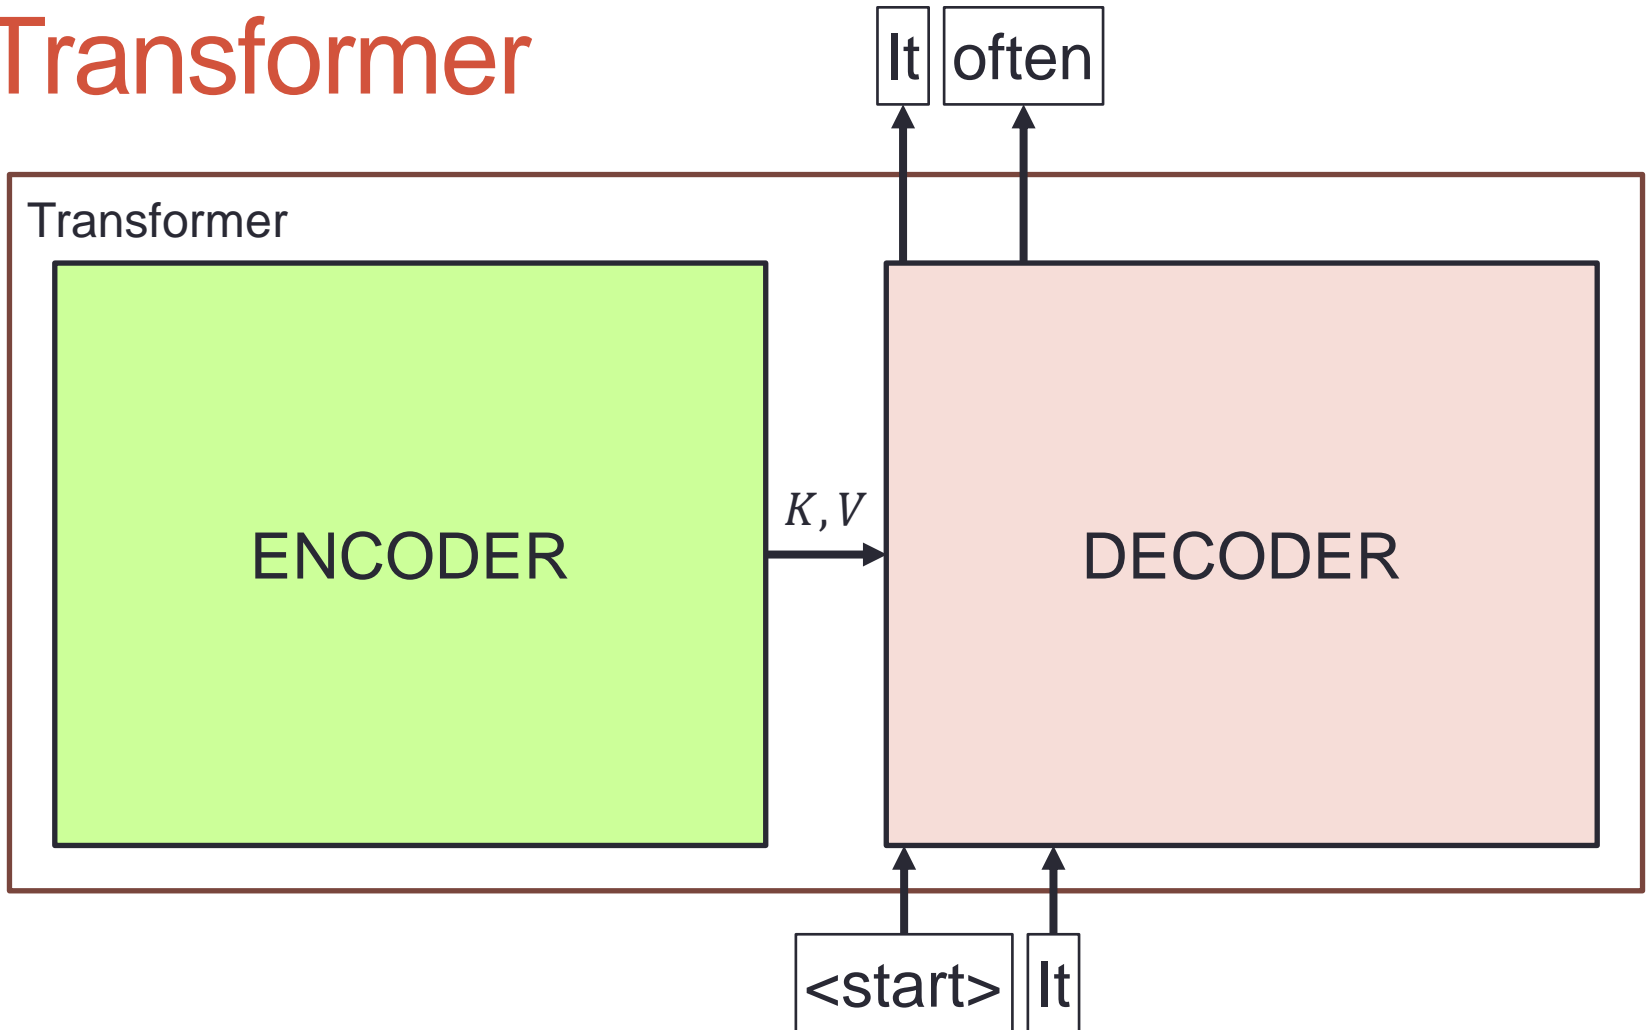 Transformer
It often
Transformer
ENCODER
K, V
DECODER
<start> It